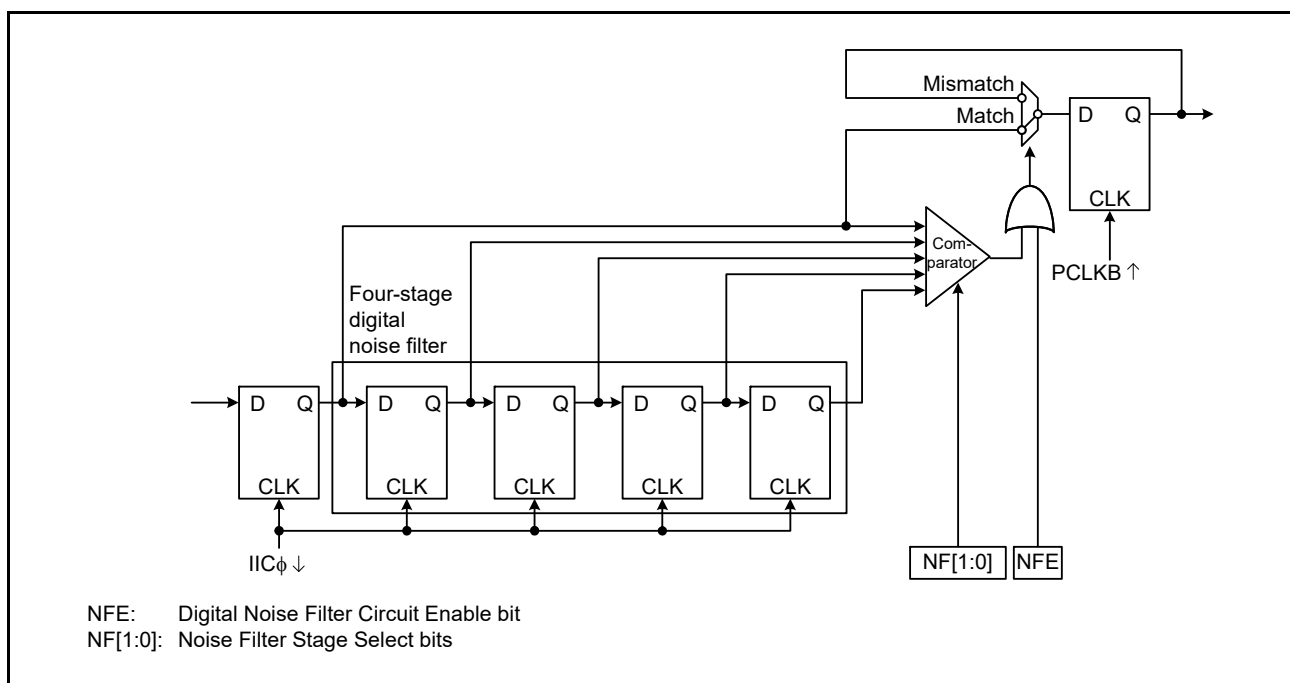 Mismatch
Match
D Q
CLK
PCLKB ↑
Com-
parator
Four-stage
digital
noise filter
D Q D Q D Q D Q D Q
CLK CLK CLK CLK CLK
IICϕ ↓
NF[1:0] NFE
NFE: Digital Noise Filter Circuit Enable bit
NF[1:0]: Noise Filter Stage Select bits